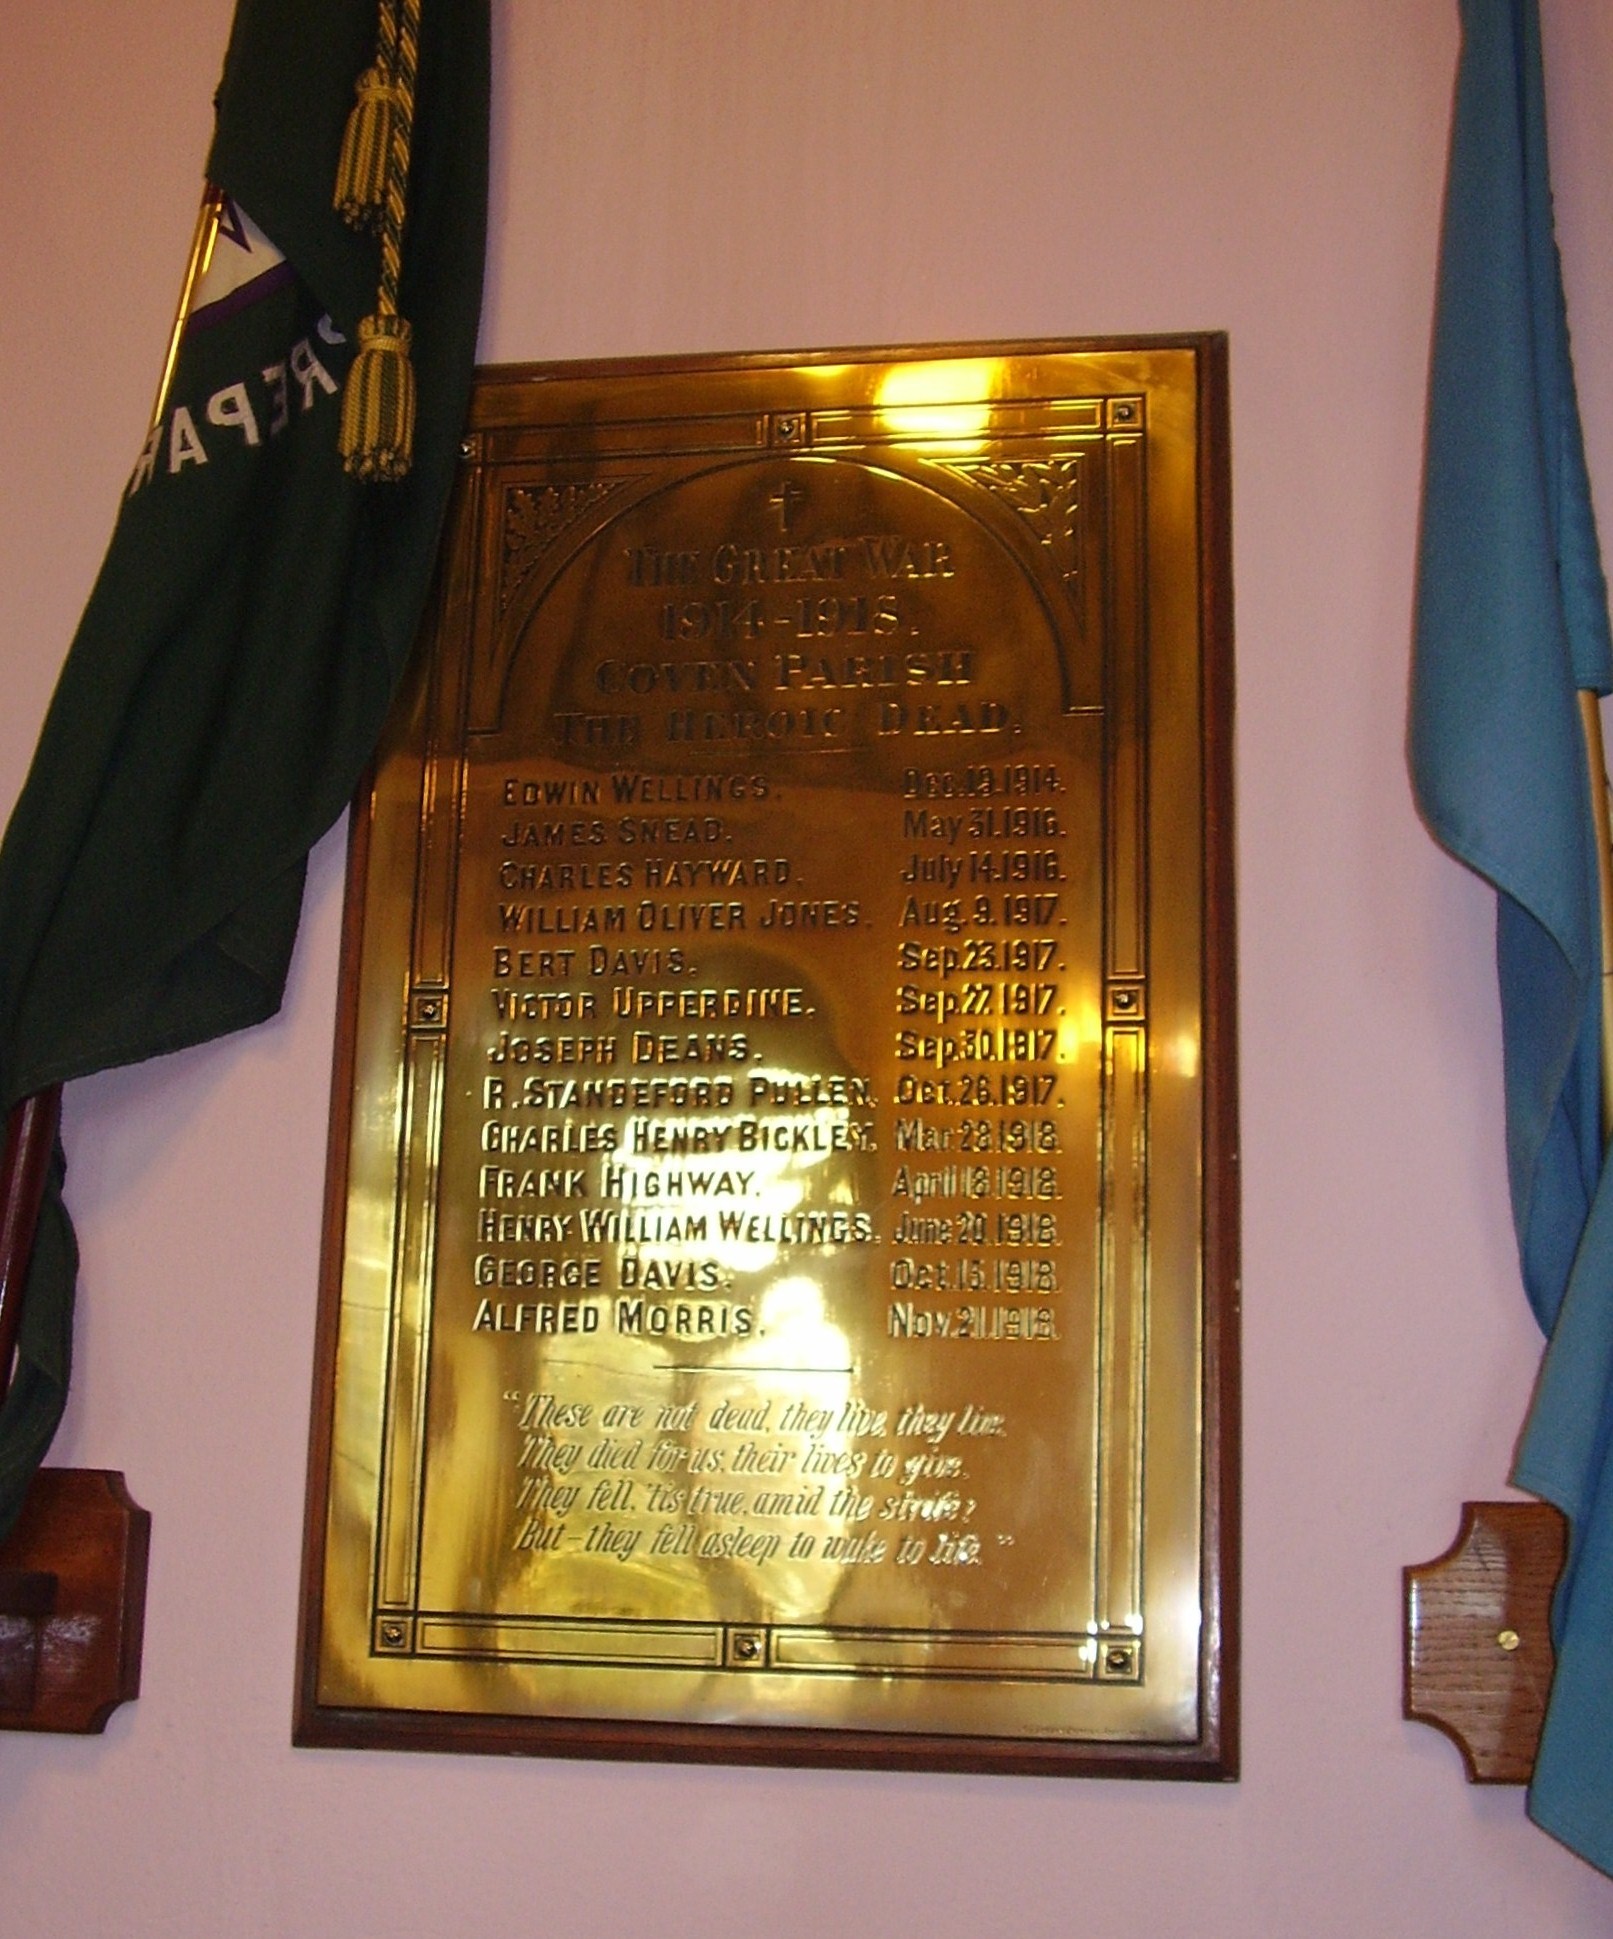 THE GREAT WAR
1914-1918.
COVEN PARISH
THE HEROIC DEAD.
EDWIN WELLINGS. Dec. 19. 1914.
JAMES SNEAD. May 31. 1916.
CHARLES HAYWARD. July 14. 1916.
WILLIAM OLIVER JONES. Aug. 9. 1917.
BERT DAVIS. Sep. 23. 1917.
VICTOR UPPERDINE. Sep. 27. 1917.
JOSEPH DEANS. Sep. 30. 1917.
R. STANDEFORD PULLEN. Oct. 26. 1917.
CHARLES HENRY BICKLEY. Mar. 28. 1918.
FRANK HIGHWAY. April 18. 1918.
HENRY WILLIAM WELLINGS. June 20. 1918.
GEORGE DAVIS. Oct. 15. 1918.
ALFRED MORRIS. Nov. 21. 1918.
"These are not dead, they live, they live.
They died for us, their lives to give.
They fell, 'tis true, amid the strife;
But—they fell asleep to wake to life."
REPAR